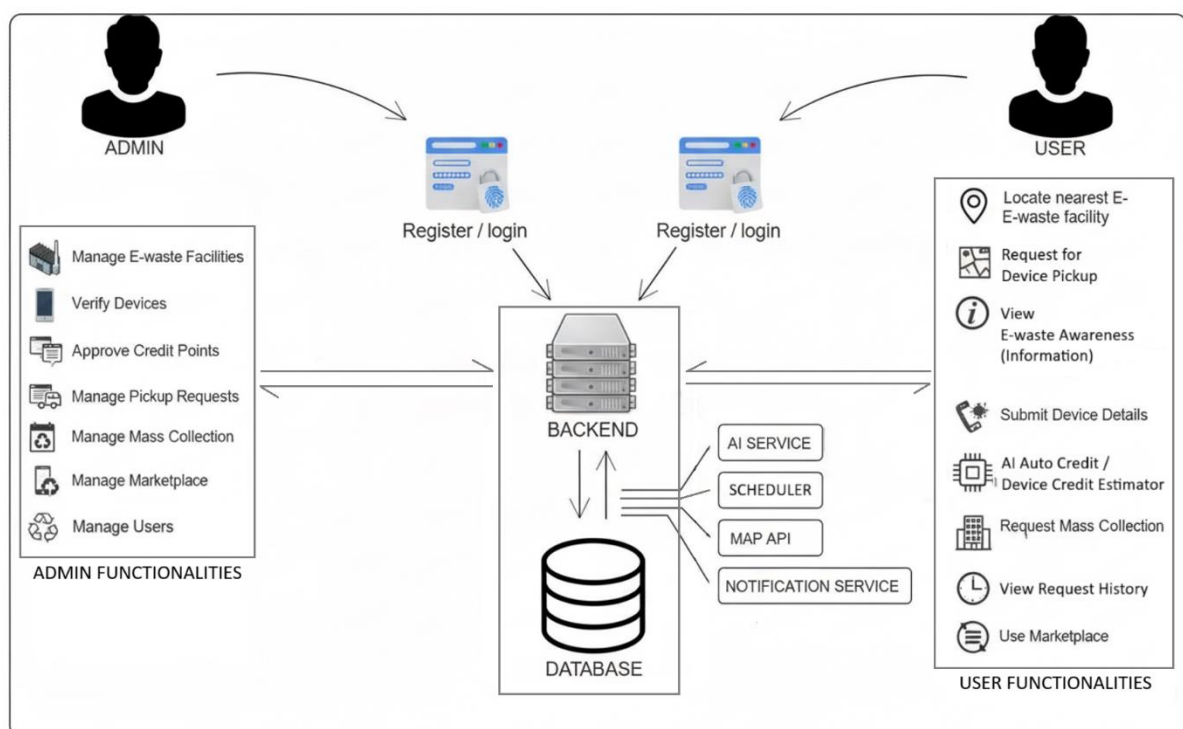 ADMIN
USER
Register / login
Register / login
Manage E-waste Facilities
Verify Devices
Approve Credit Points
Manage Pickup Requests
Manage Mass Collection
Manage Marketplace
Manage Users
ADMIN FUNCTIONALITIES
BACKEND
DATABASE
AI SERVICE
SCHEDULER
MAP API
NOTIFICATION SERVICE
Locate nearest E-
E-waste facility
Request for
Device Pickup
View
E-waste Awareness
(Information)
Submit Device Details
AI Auto Credit /
Device Credit Estimator
Request Mass Collection
View Request History
Use Marketplace
USER FUNCTIONALITIES